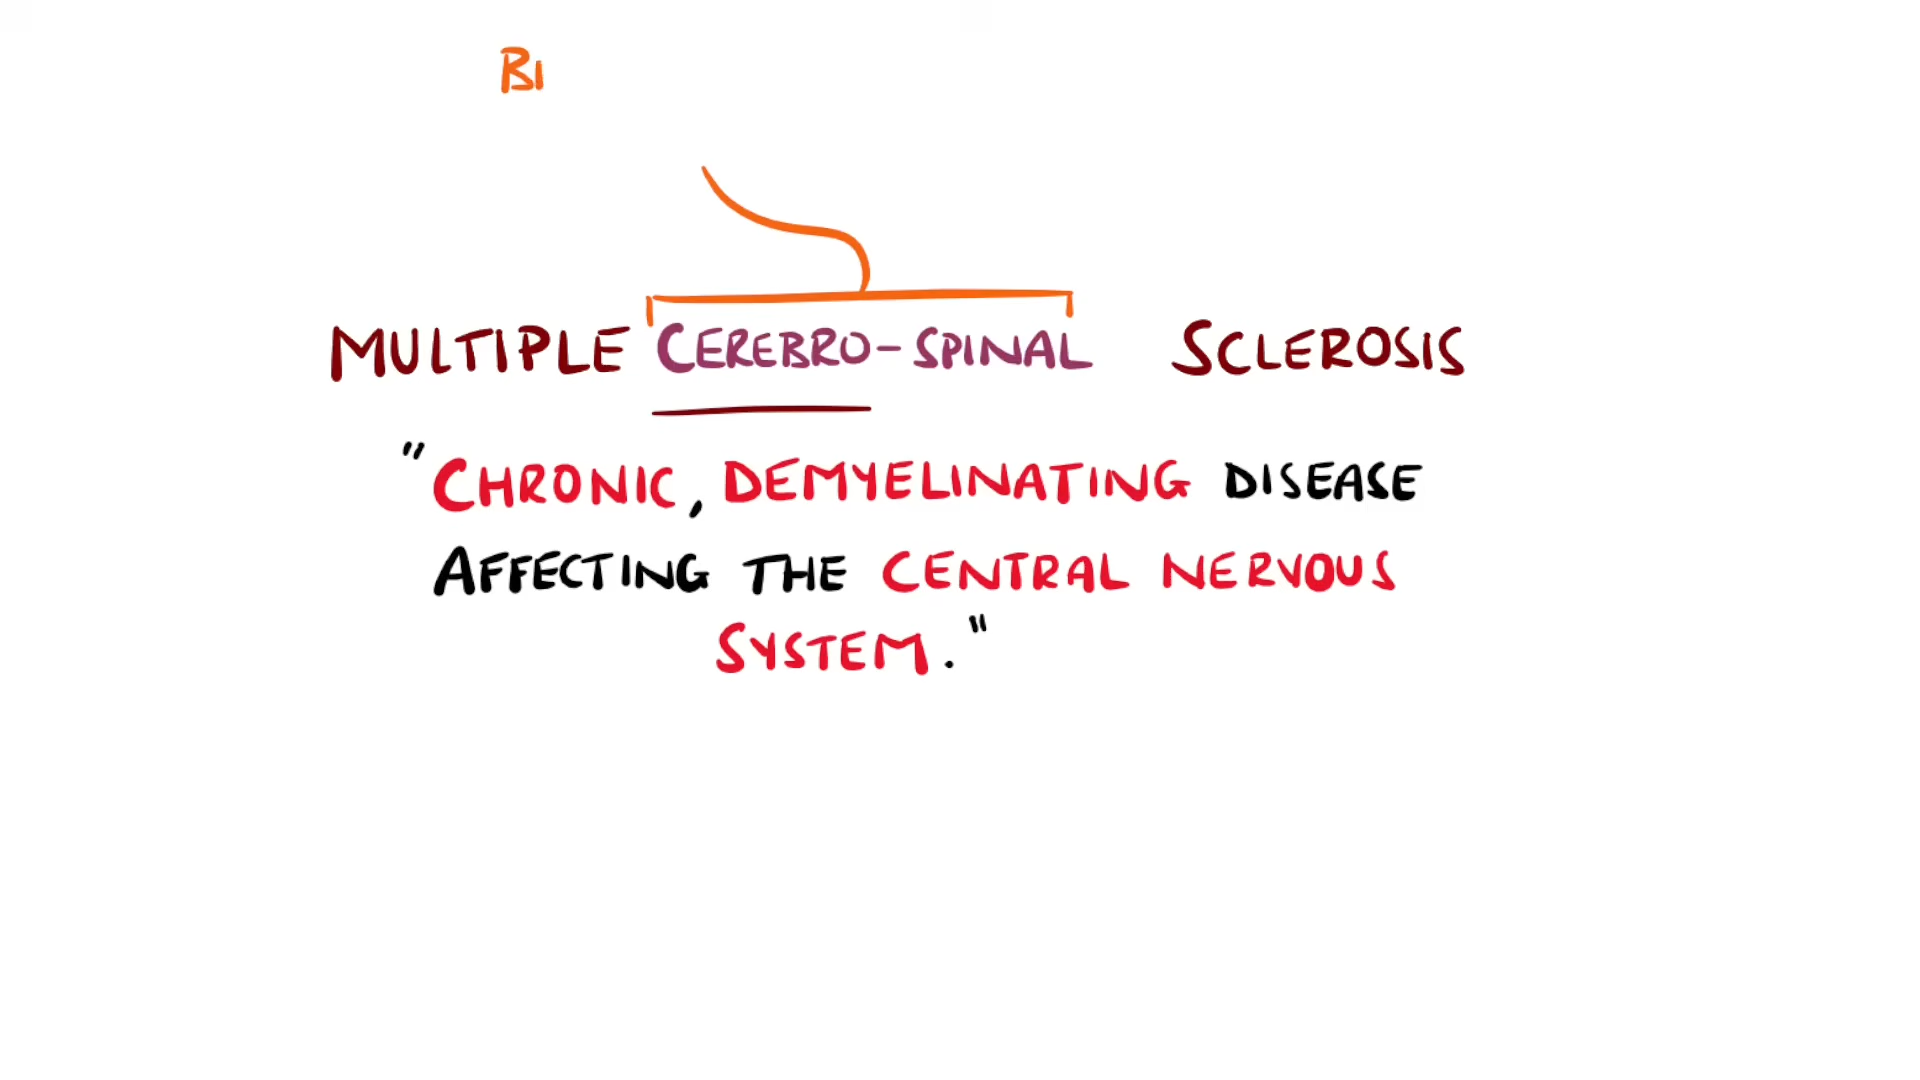 BI
MULTIPLE CEREBRO-SPINAL SCLEROSIS
"CHRONIC, DEMYELINATING DISEASE
AFFECTING THE CENTRAL NERVOUS
SYSTEM."